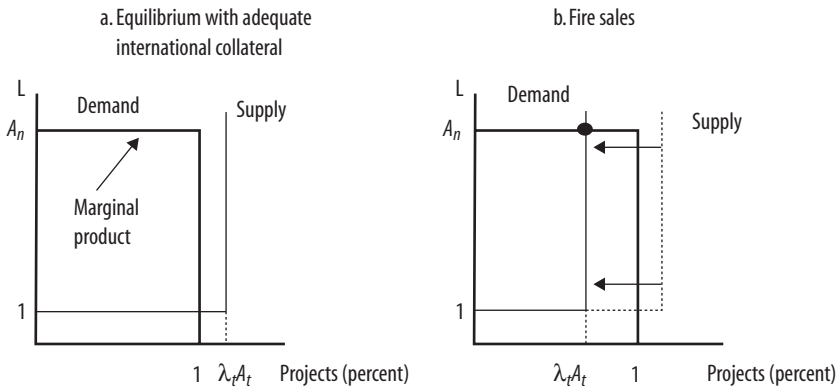 a. Equilibrium with adequate
international collateral
L
Demand
Supply
Aₙ
Marginal
product
1
1 λₜAₜ Projects (percent)
b. Fire sales
L
Demand
Supply
Aₙ
1
λₜAₜ 1 Projects (percent)